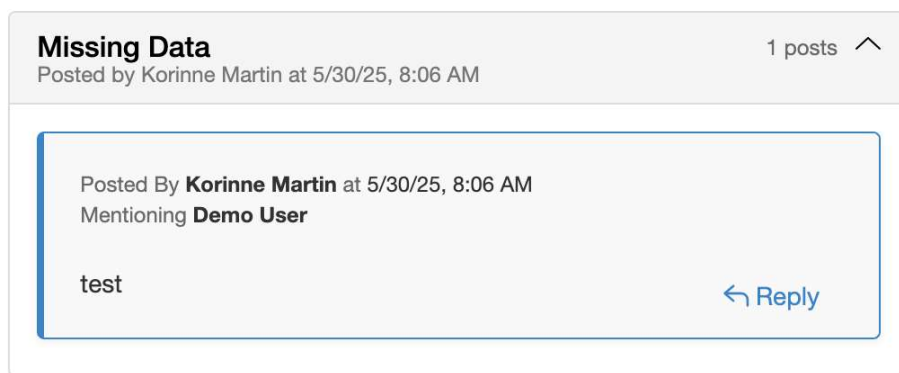 Missing Data
1 posts
Posted by Korinne Martin at 5/30/25, 8:06 AM
Posted By Korinne Martin at 5/30/25, 8:06 AM
Mentioning Demo User
test
Reply